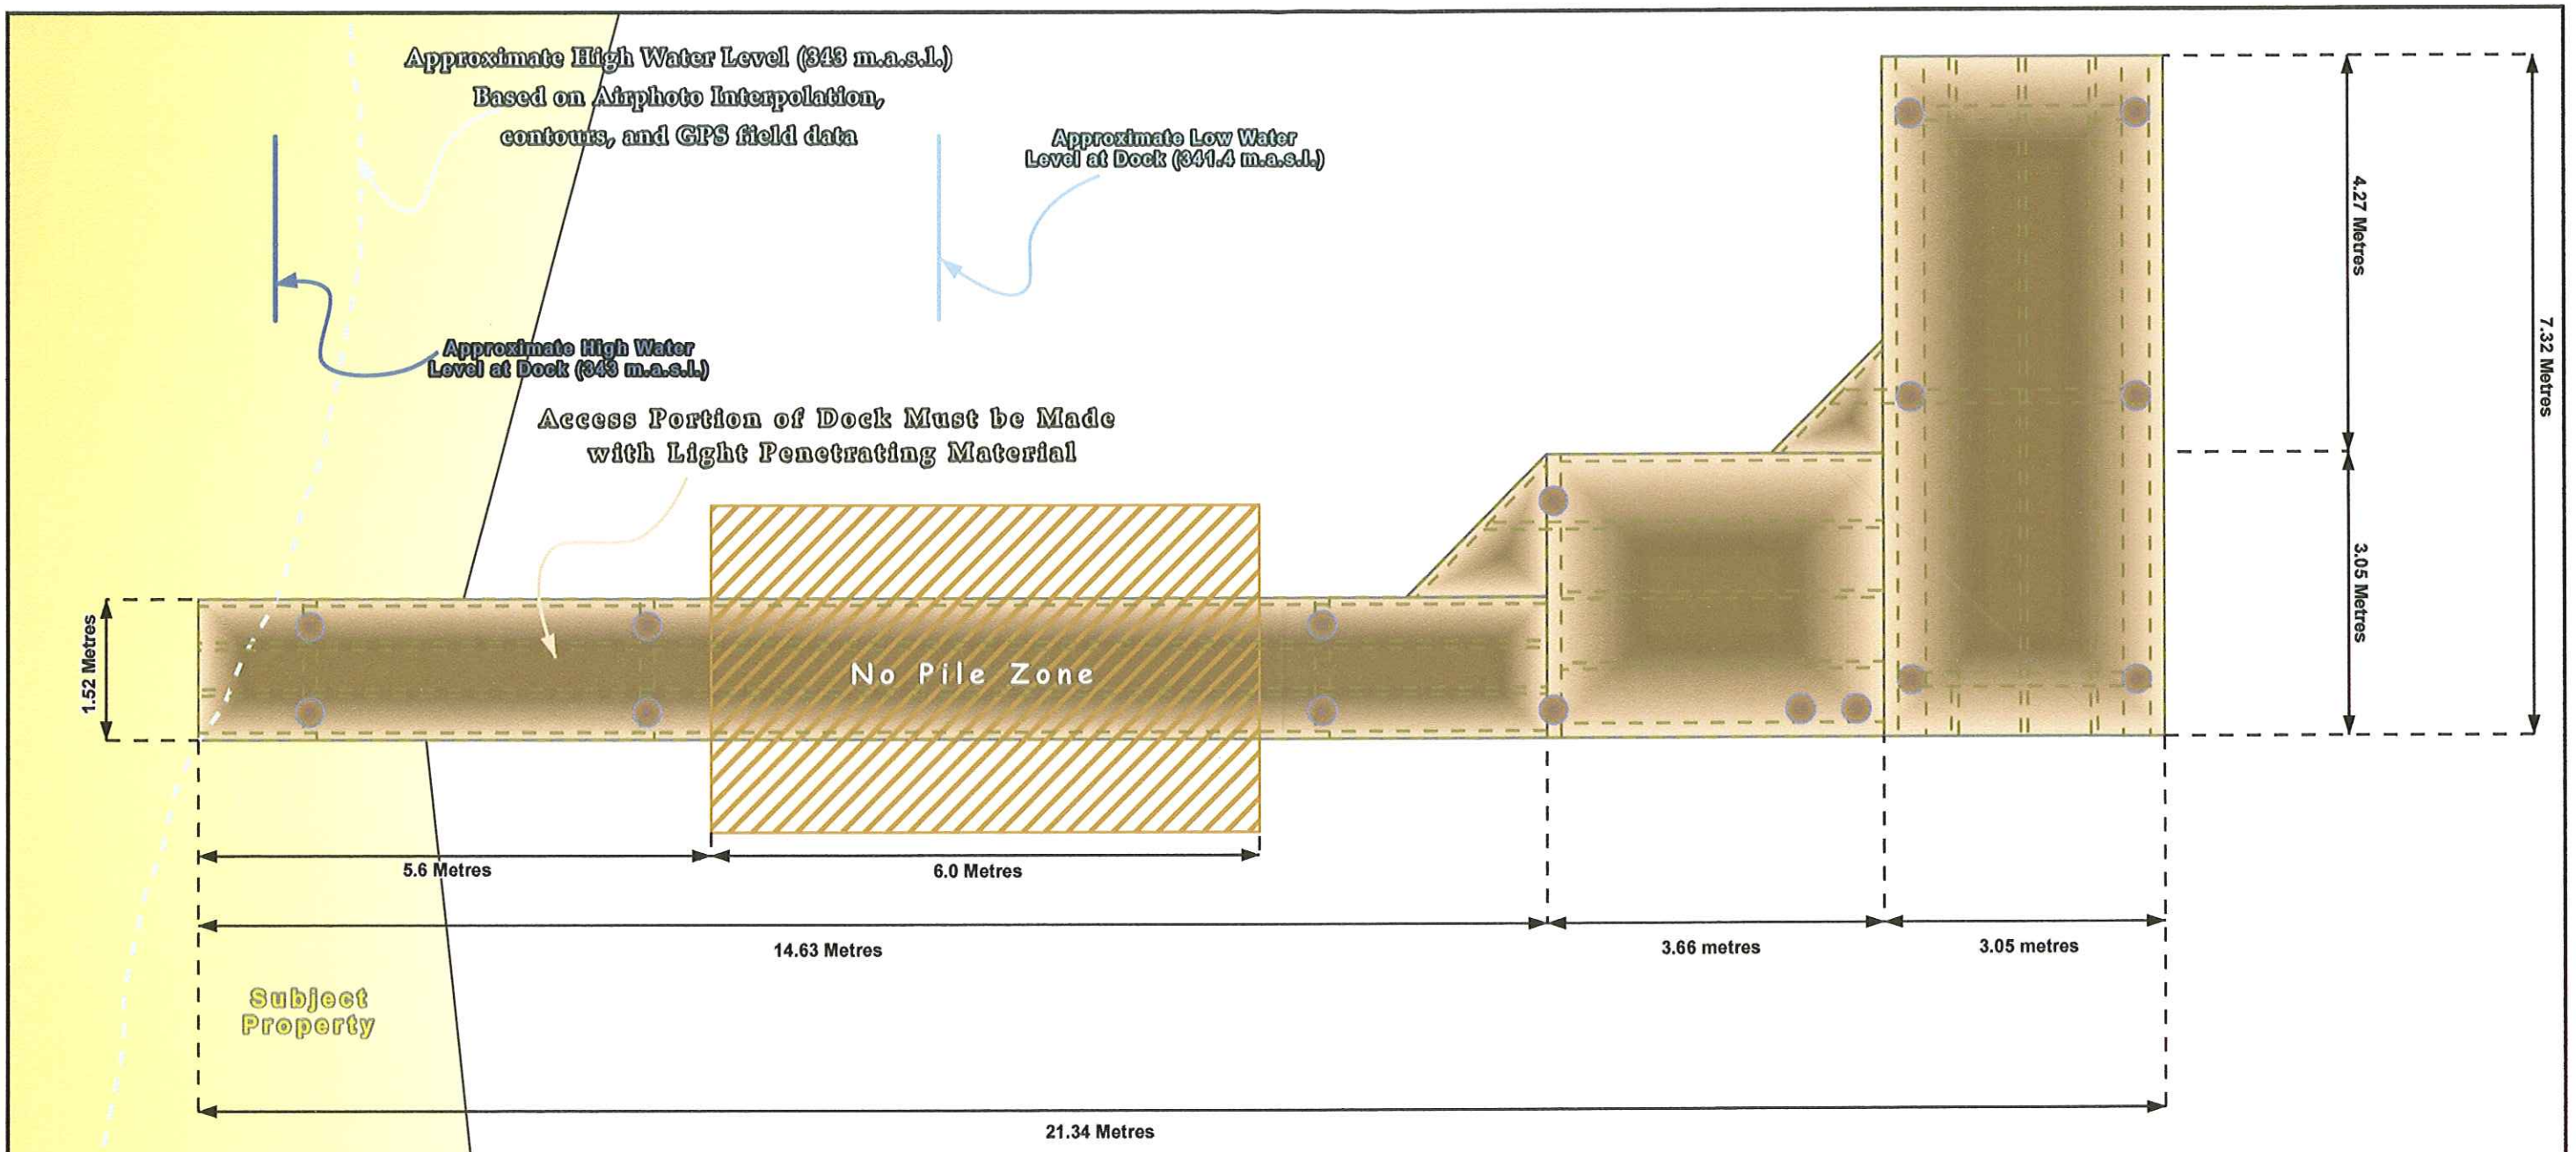 Approximate High Water Level (343 m.a.s.l.)
Based on Airphoto Interpolation,
contours, and GPS field data
Approximate Low Water
Level at Dock (341.4 m.a.s.l.)
Approximate High Water
Level at Dock (343 m.a.s.l.)
Access Portion of Dock Must be Made
with Light Penetrating Material
4.27 Metres
7.32 Metres
3.05 Metres
1.52 Metres
No Pile Zone
5.6 Metres
6.0 Metres
14.63 Metres
3.66 metres
3.05 metres
Subject
Property
21.34 Metres